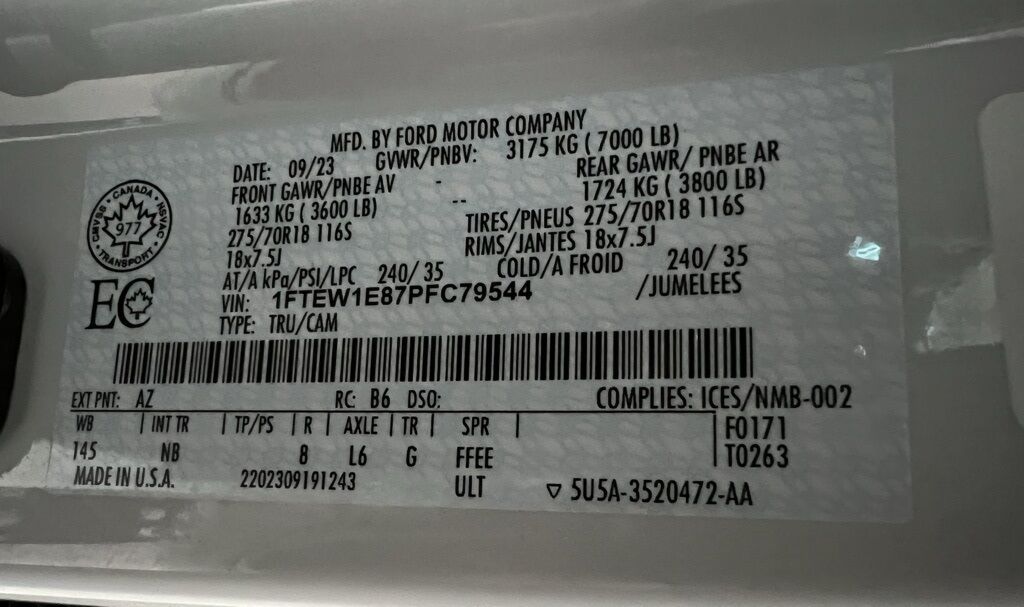 MFD. BY FORD MOTOR COMPANY
DATE: 09/23 GVWR/PNBV: 3175 KG ( 7000 LB)
FRONT GAWR/PNBE AV - REAR GAWR/ PNBE AR
1633 KG ( 3600 LB) -- 1724 KG ( 3800 LB)
275/70R18 116S TIRES/PNEUS 275/70R18 116S
18x7.5J RIMS/JANTES 18x7.5J
AT/A kPa/PSI/LPC 240/ 35 COLD/A FROID 240/ 35
VIN: 1FTEW1E87PFC79544 /JUMELEES
TYPE: TRU/CAM
CANADA
CMVSS NSVAC
977
TRANSPORT
EC
EXT PNT: AZ RC: B6 DSO: COMPLIES: ICES/NMB-002
WB | INT TR | TP/PS | R | AXLE | TR | SPR | F0171
145 NB 8 L6 G FFEE T0263
MADE IN U.S.A. 2202309191243 ULT ▽ 5U5A-3520472-AA